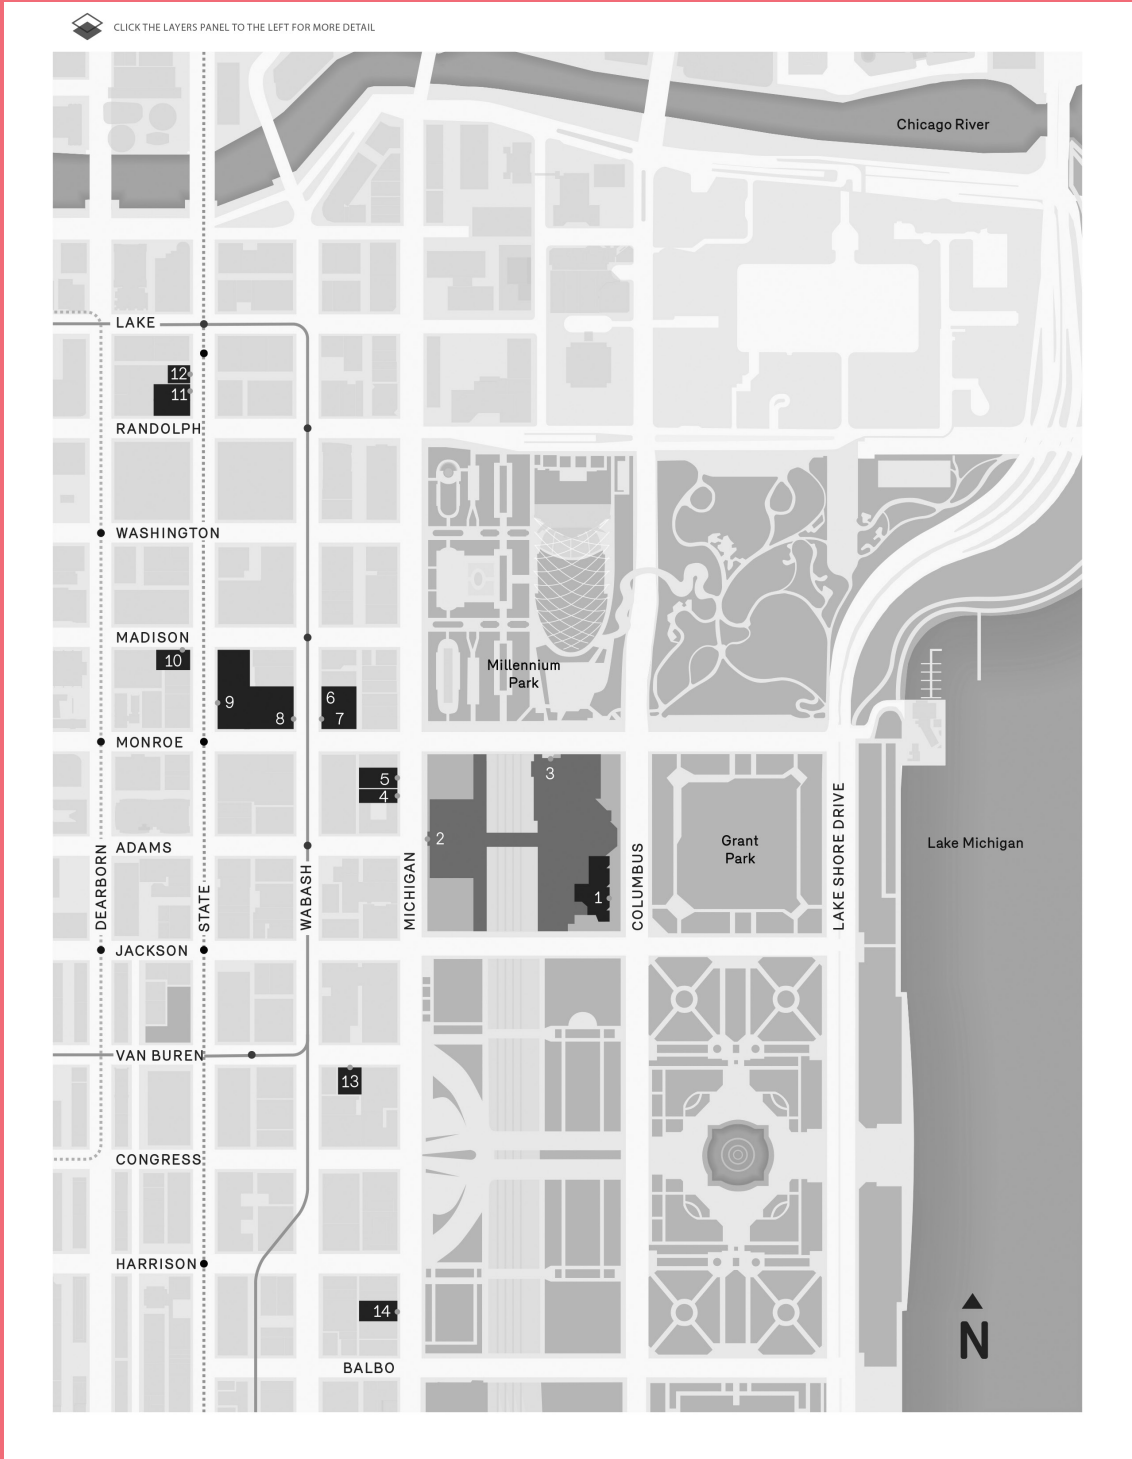 CLICK THE LAYERS PANEL TO THE LEFT FOR MORE DETAIL
Chicago River
LAKE
12
11
RANDOLPH
WASHINGTON
MADISON
10
Millennium
Park
9
8
6
7
MONROE
5
4
3
2
1
ADAMS
Grant
Park
Lake Michigan
DEARBORN
STATE
WABASH
MICHIGAN
COLUMBUS
LAKE SHORE DRIVE
JACKSON
VAN BUREN
13
CONGRESS
HARRISON
14
N
BALBO